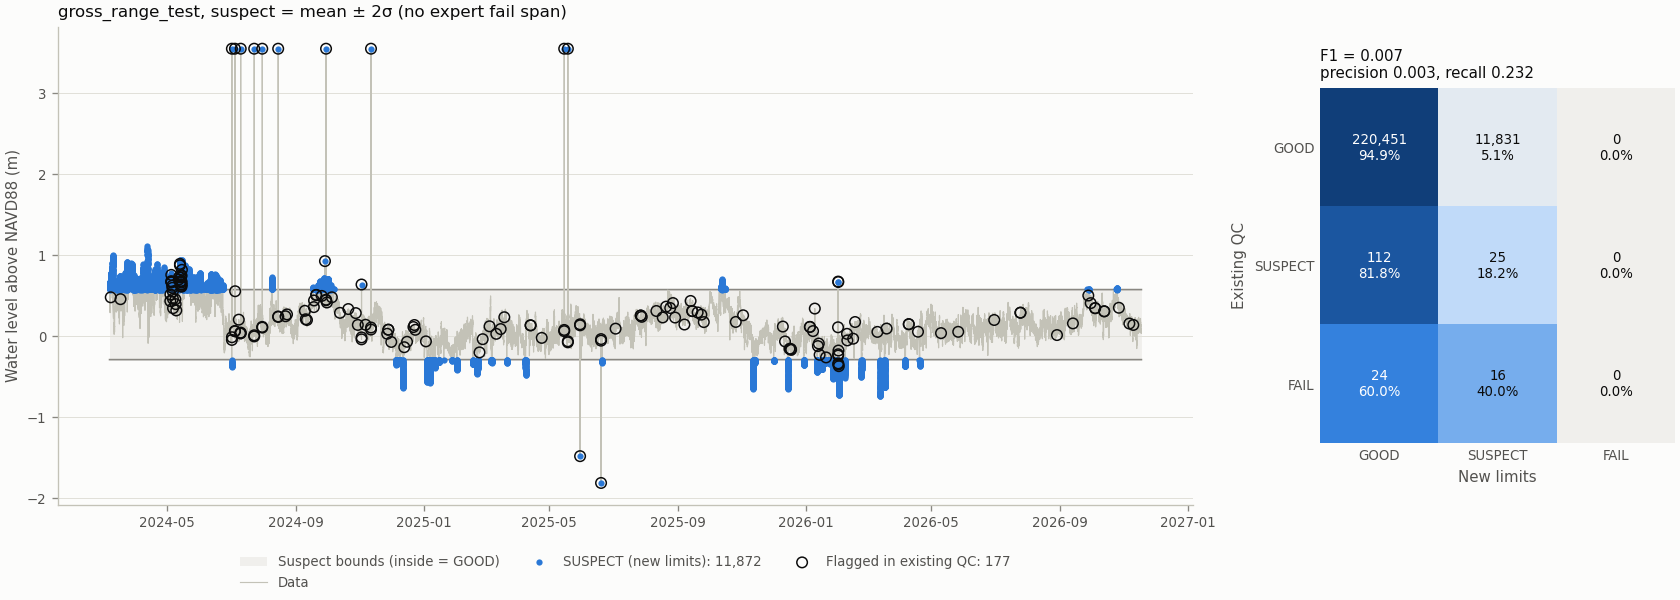 gross_range_test, suspect = mean ± 2σ (no expert fail span)
Water level above NAVD88 (m)
3
2
1
0
−1
−2
2024-05
2024-09
2025-01
2025-05
2025-09
2026-01
2026-05
2026-09
2027-01
Suspect bounds (inside = GOOD)
SUSPECT (new limits): 11,872
Flagged in existing QC: 177
Data
F1 = 0.007
precision 0.003, recall 0.232
Existing QC
GOOD
220,451
94.9%
11,831
5.1%
0
0.0%
SUSPECT
112
81.8%
25
18.2%
0
0.0%
FAIL
24
60.0%
16
40.0%
0
0.0%
GOOD
SUSPECT
FAIL
New limits